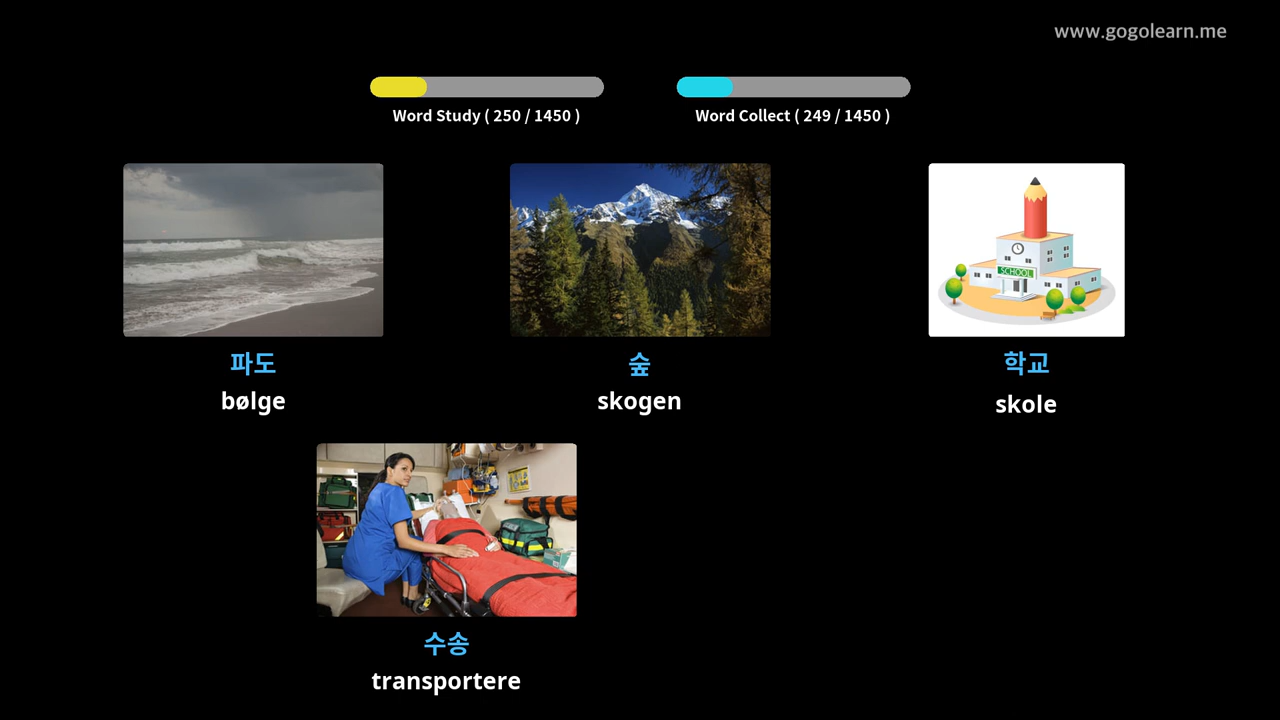 www.gogolearn.me
Word Study ( 250 / 1450 )
Word Collect ( 249 / 1450 )
SCHOOL
파도
bølge
숲
skogen
학교
skole
수송
transportere